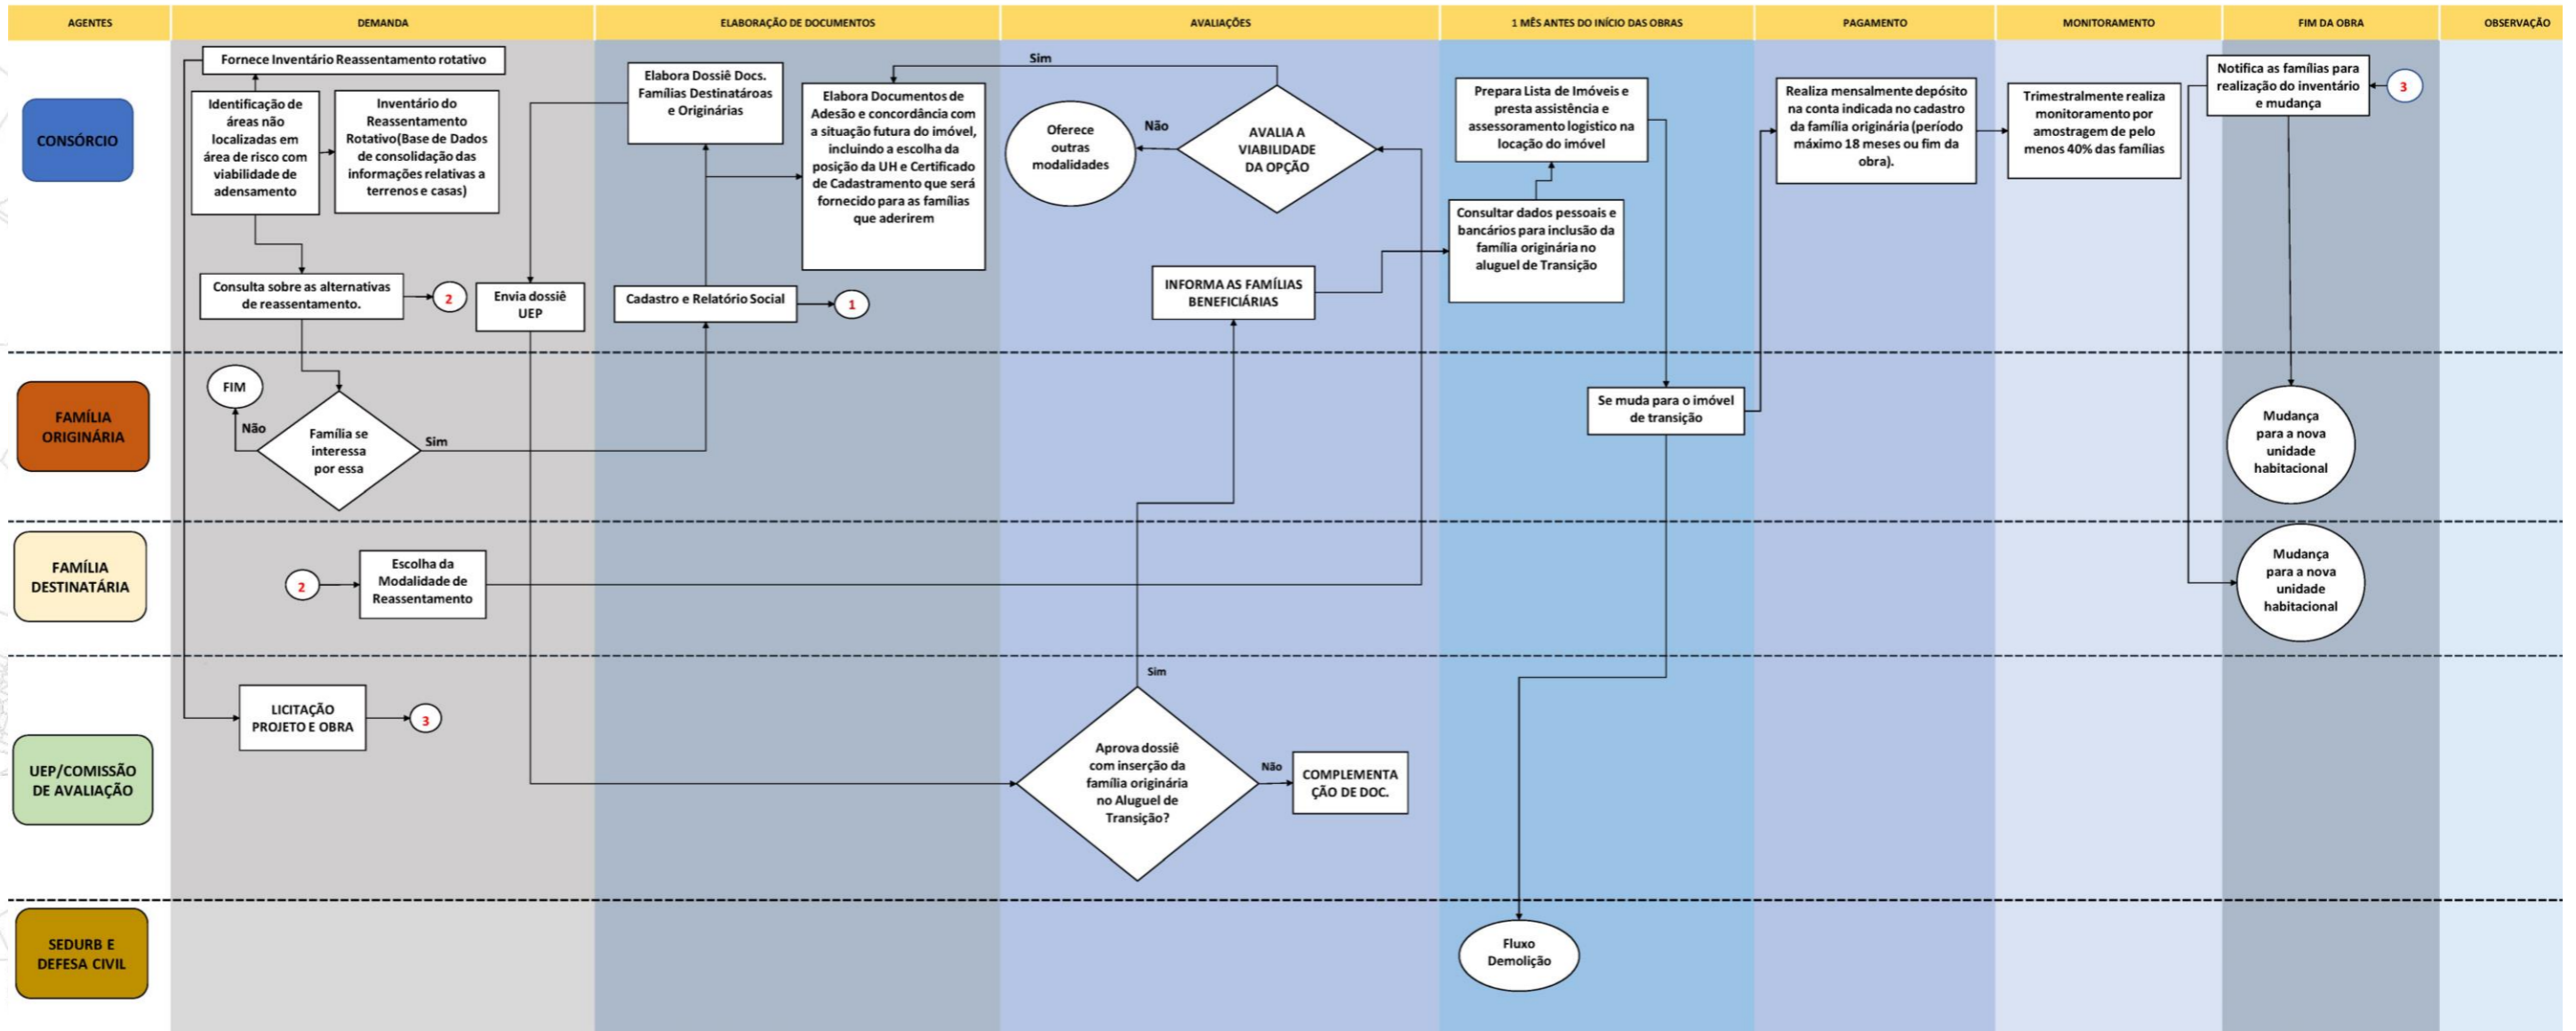 AGENTES
DEMANDA
ELABORAÇÃO DE DOCUMENTOS
AVALIAÇÕES
1 MÊS ANTES DO INÍCIO DAS OBRAS
PAGAMENTO
MONITORAMENTO
FIM DA OBRA
OBSERVAÇÃO
CONSÓRCIO
Fornece Inventário Reassentamento rotativo
Identificação de
áreas não
localizadas em
área de risco com
viabilidade de
adensamento
Inventário do
Reassentamento
Rotativo(Base de Dados
de consolidação das
informações relativas a
terrenos e casas)
Consulta sobre as alternativas
de reassentamento.
2
Envia dossiê
UEP
Elabora Dossiê Docs.
Famílias Destinatároas
e Originárias
Elabora Documentos de
Adesão e concordância com
a situação futura do imóvel,
incluindo a escolha da
posição da UH e Certificado
de Cadastramento que será
fornecido para as famílias
que aderirem
Cadastro e Relatório Social
1
Sim
Oferece
outras
modalidades
Não
AVALIA A
VIABILIDADE
DA OPÇÃO
INFORMA AS FAMÍLIAS
BENEFICIÁRIAS
Prepara Lista de Imóveis e
presta assistência e
assessoramento logistico na
locação do imóvel
Consultar dados pessoais e
bancários para inclusão da
família originária no
aluguel de Transição
Realiza mensalmente depósito
na conta indicada no cadastro
da família originária (período
máximo 18 meses ou fim da
obra).
Trimestralmente realiza
monitoramento por
amostragem de pelo
menos 40% das famílias
Notifica as famílias para
realização do inventário
e mudança
3
FAMÍLIA
ORIGINÁRIA
FIM
Não
Família se
interessa
por essa
Sim
Se muda para o imóvel
de transição
Mudança
para a nova
unidade
habitacional
FAMÍLIA
DESTINATÁRIA
2
Escolha da
Modalidade de
Reassentamento
Mudança
para a nova
unidade
habitacional
UEP/COMISSÃO
DE AVALIAÇÃO
LICITAÇÃO
PROJETO E OBRA
3
Sim
Aprova dossiê
com inserção da
família originária
no Aluguel de
Transição?
Não
COMPLEMENTA
ÇÃO DE DOC.
SEDURB E
DEFESA CIVIL
Fluxo
Demolição